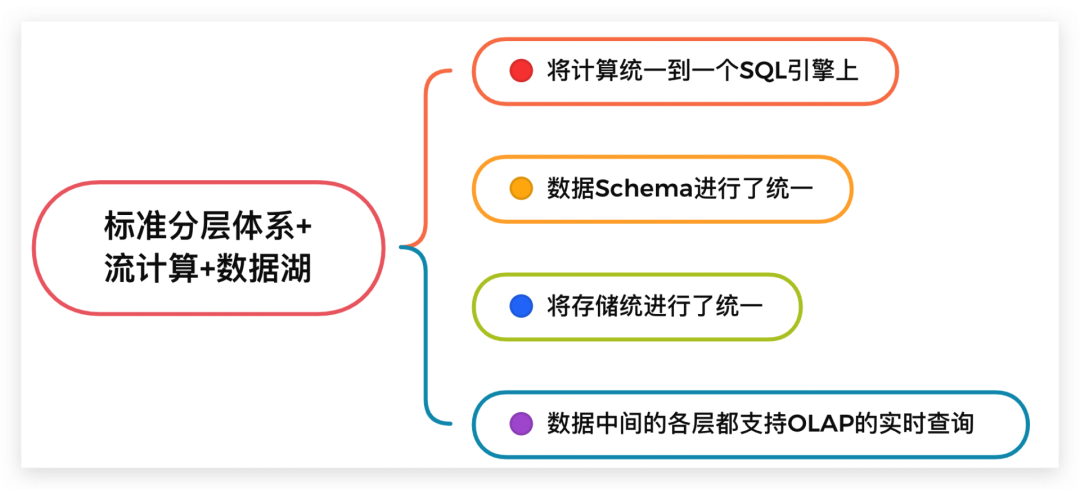 标准分层体系+
流计算+数据湖
将计算统一到一个SQL引擎上
数据Schema进行了统一
将存储统进行了统一
数据中间的各层都支持OLAP的实时查询